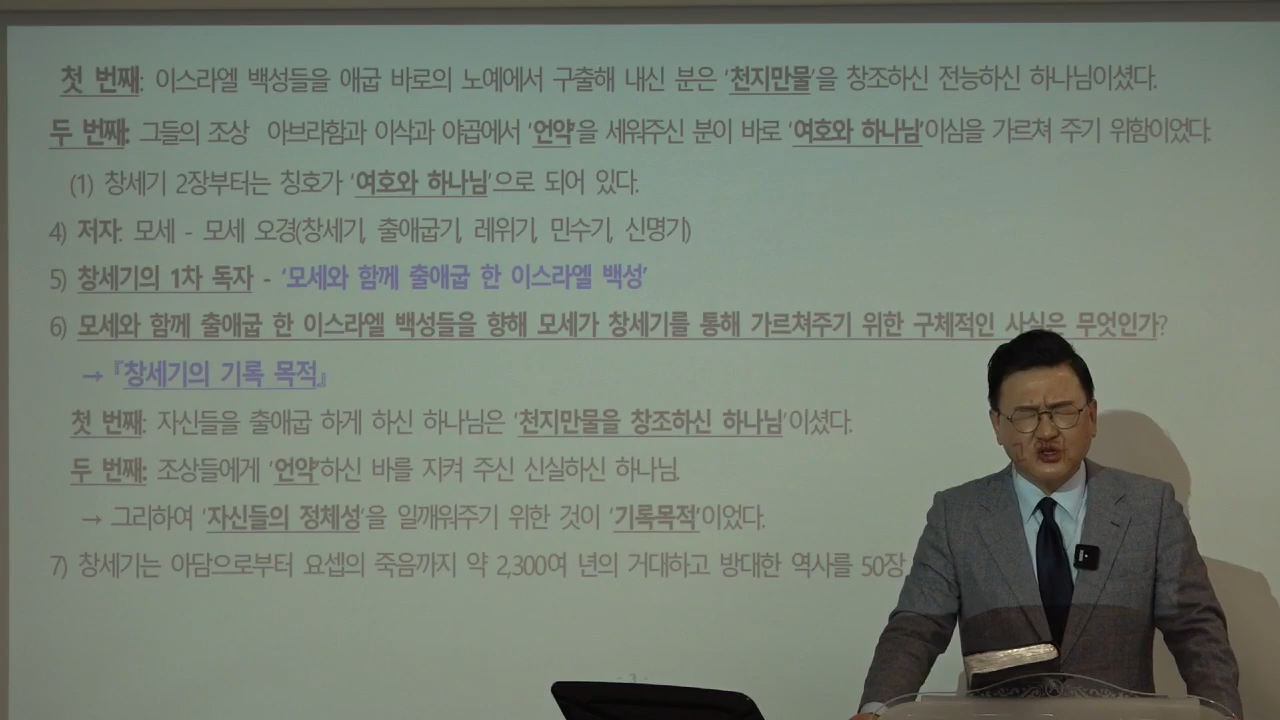 첫 번째: 이스라엘 백성들을 애굽 바로의 노예에서 구출해 내신 분은 '천지만물'을 창조하신 전능하신 하나님이셨다.
두 번째: 그들의 조상 아브라함과 이삭과 야곱에서 '언약'을 세워주신 분이 바로 '여호와 하나님'이심을 가르쳐 주기 위함이었다.
(1) 창세기 2장부터는 칭호가 '여호와 하나님'으로 되어 있다.
4) 저자: 모세 - 모세 오경(창세기, 출애굽기, 레위기, 민수기, 신명기)
5) 창세기의 1차 독자 - '모세와 함께 출애굽 한 이스라엘 백성'
6) 모세와 함께 출애굽 한 이스라엘 백성들을 향해 모세가 창세기를 통해 가르쳐주기 위한 구체적인 사실은 무엇인가?
→ 『창세기의 기록 목적』
첫 번째: 자신들을 출애굽 하게 하신 하나님은 '천지만물을 창조하신 하나님'이셨다.
두 번째: 조상들에게 '언약'하신 바를 지켜 주신 신실하신 하나님.
→ 그리하여 '자신들의 정체성'을 일깨워주기 위한 것이 '기록목적'이었다.
7) 창세기는 아담으로부터 요셉의 죽음까지 약 2,300여 년의 거대하고 방대한 역사를 50장